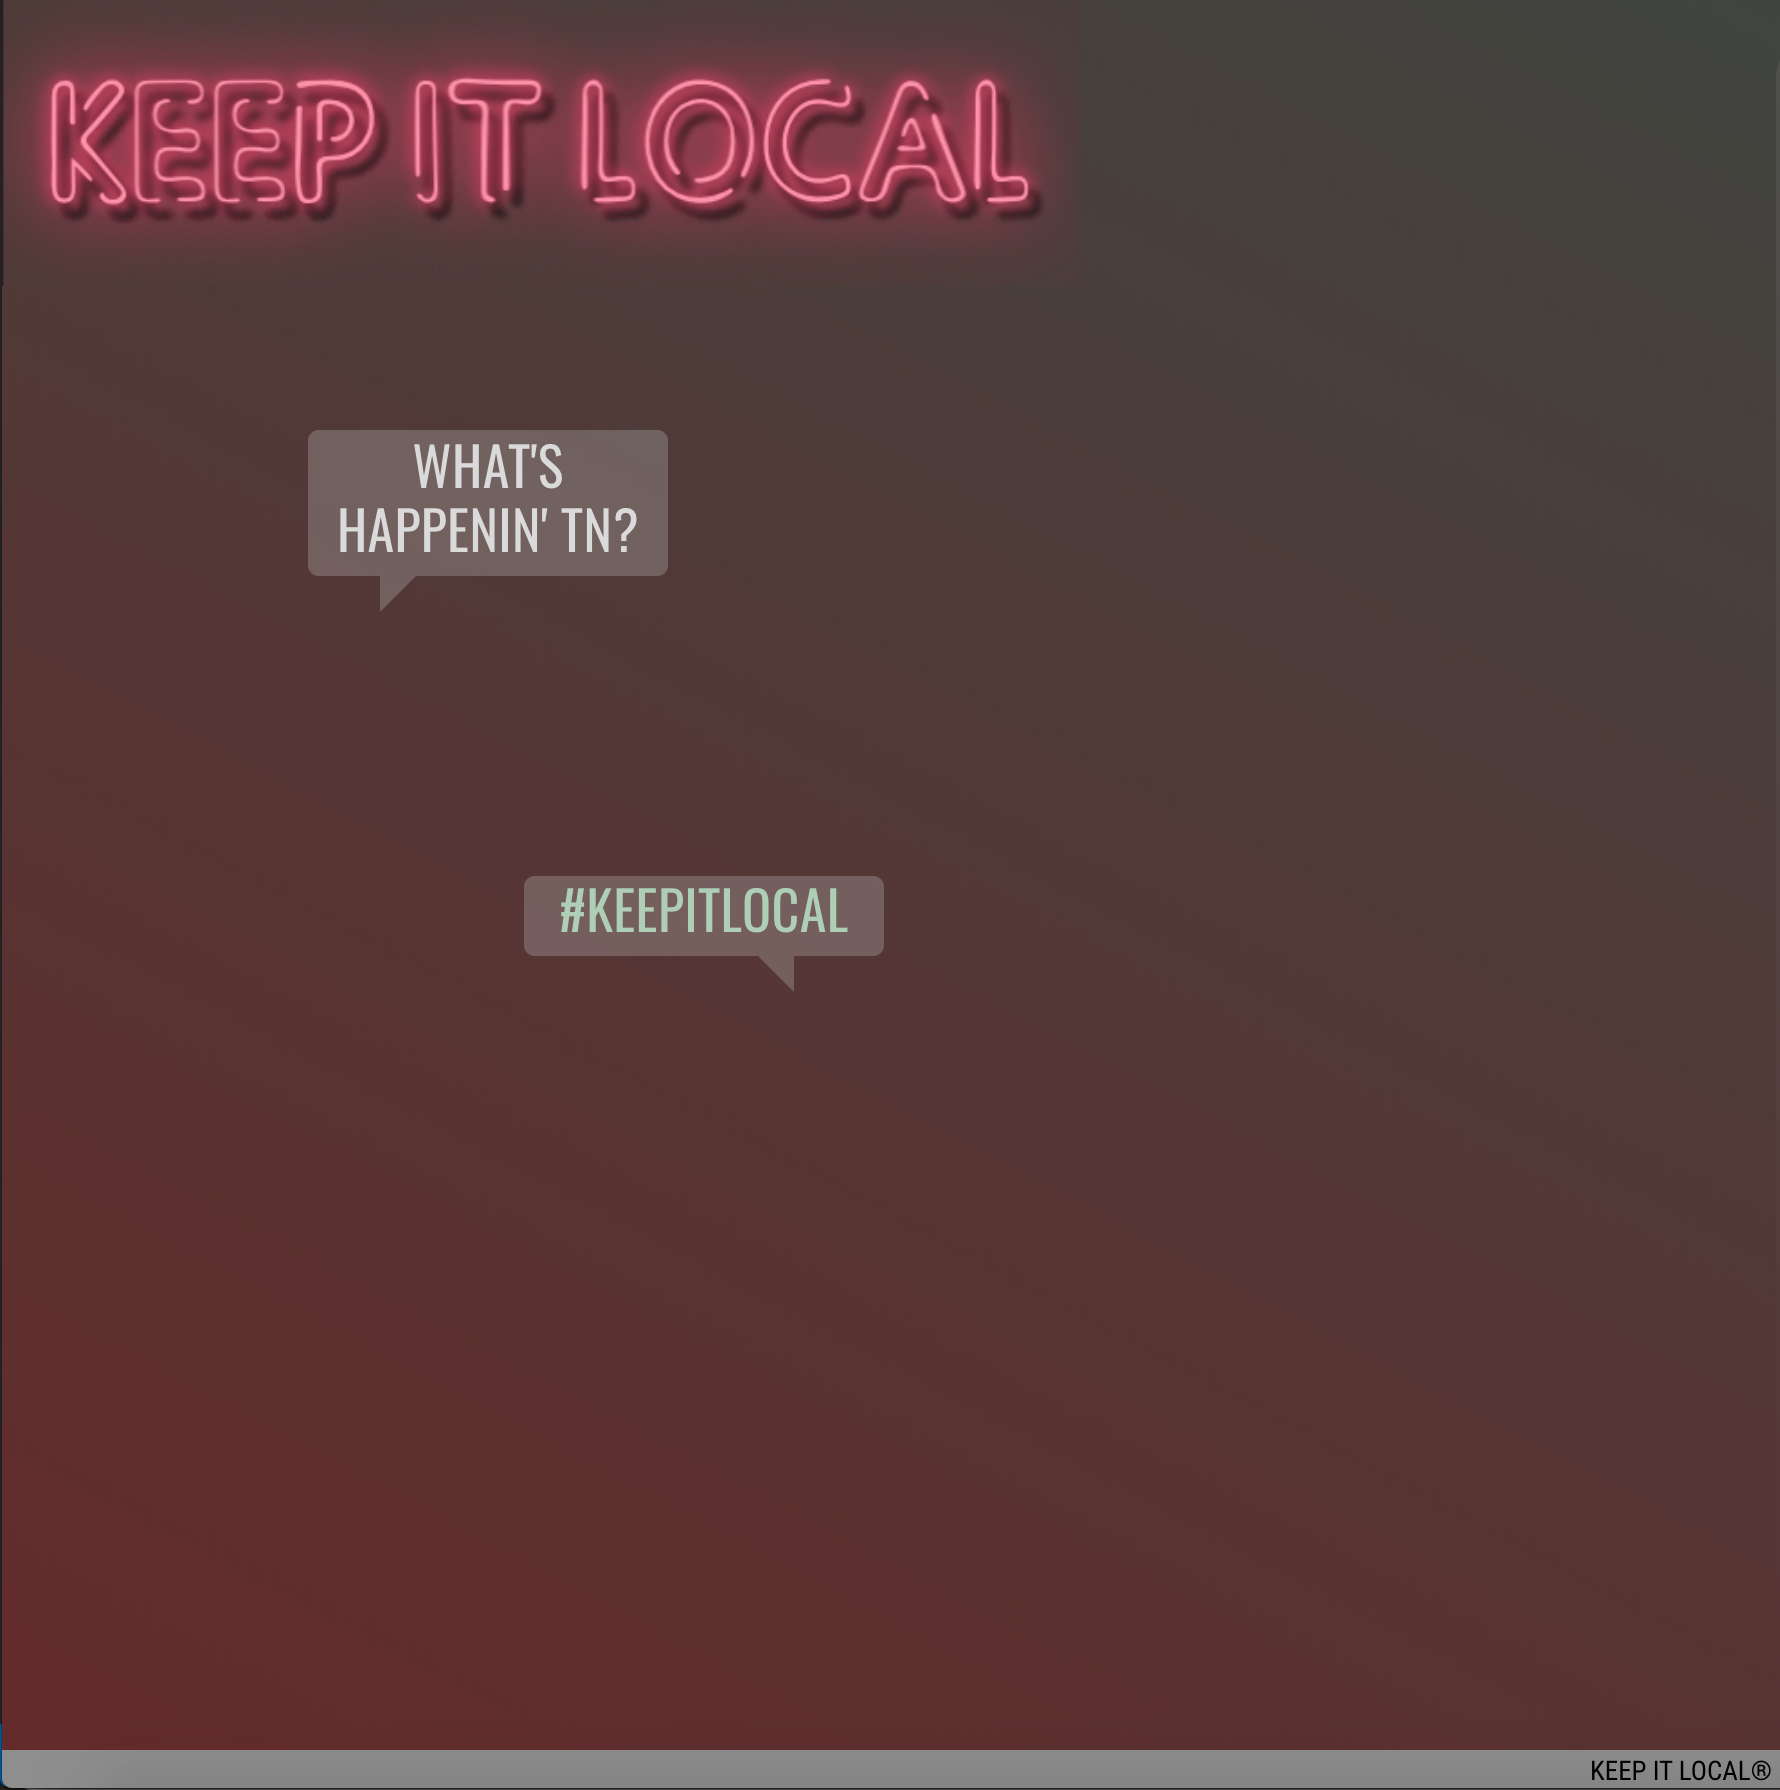 KEEP IT LOCAL
WHAT'S
HAPPENIN' TN?
#KEEPITLOCAL
KEEP IT LOCAL®